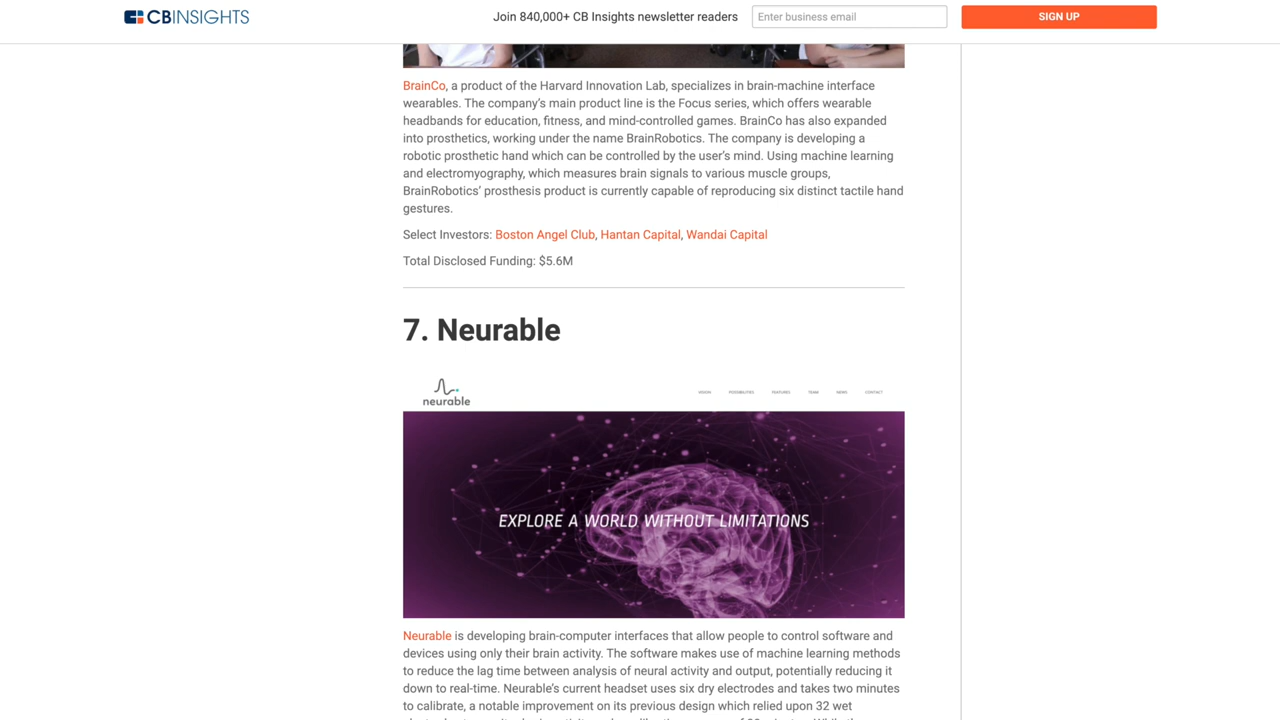 CBINSIGHTS
Join 840,000+ CB Insights newsletter readers
Enter business email
SIGN UP
BrainCo, a product of the Harvard Innovation Lab, specializes in brain-machine interface
wearables. The company's main product line is the Focus series, which offers wearable
headbands for education, fitness, and mind-controlled games. BrainCo has also expanded
into prosthetics, working under the name BrainRobotics. The company is developing a
robotic prosthetic hand which can be controlled by the user's mind. Using machine learning
and electromyography, which measures brain signals to various muscle groups,
BrainRobotics' prosthesis product is currently capable of reproducing six distinct tactile hand
gestures.
Select Investors: Boston Angel Club, Hantan Capital, Wandai Capital
Total Disclosed Funding: $5.6M
7. Neurable
neurable
VISION POSSIBILITIES FEATURES TEAM NEWS CONTACT
EXPLORE A WORLD WITHOUT LIMITATIONS
Neurable is developing brain-computer interfaces that allow people to control software and
devices using only their brain activity. The software makes use of machine learning methods
to reduce the lag time between analysis of neural activity and output, potentially reducing it
down to real-time. Neurable's current headset uses six dry electrodes and takes two minutes
to calibrate, a notable improvement on its previous design which relied upon 32 wet